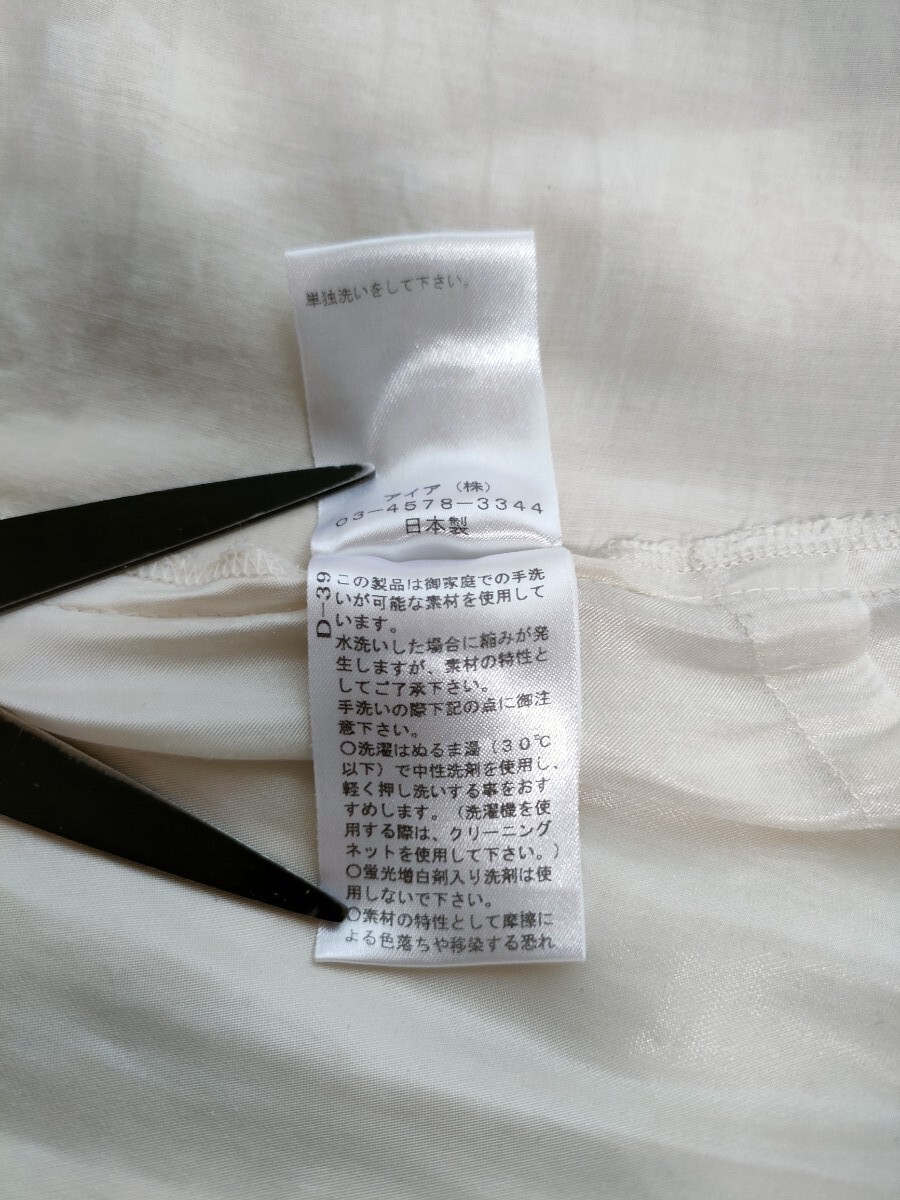 単独洗いをして下さい。
アイア（株）
03-4578-3344
日本製
D-39
この製品は御家庭での手洗
いが可能な素材を使用して
います。
水洗いした場合に縮みが発
生しますが、素材の特性と
してご了承下さい。
手洗いの際下記の点に御注
意下さい。
○洗濯はぬるま湯（30℃
以下）で中性洗剤を使用し、
軽く押し洗いする事をおす
すめします。（洗濯機を使
用する際は、クリーニング
ネットを使用して下さい。）
○蛍光増白剤入り洗剤は使
用しないで下さい。
○素材の特性として摩擦に
よる色落ちや移染する恐れ